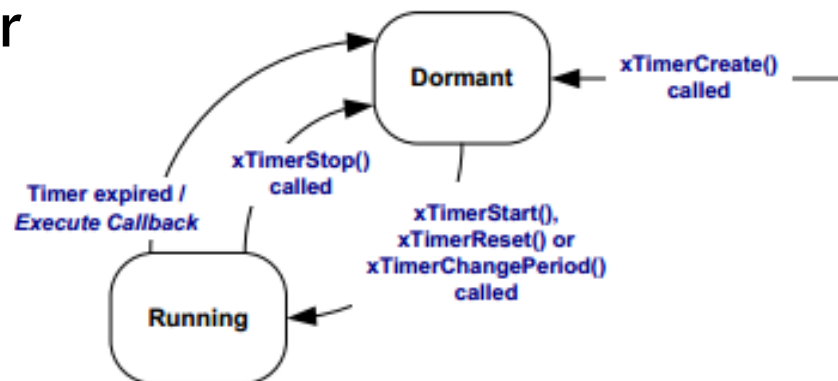 r
Dormant
xTimerCreate()
called
xTimerStop()
called
Timer expired /
Execute Callback
xTimerStart(),
xTimerReset() or
xTimerChangePeriod()
called
Running